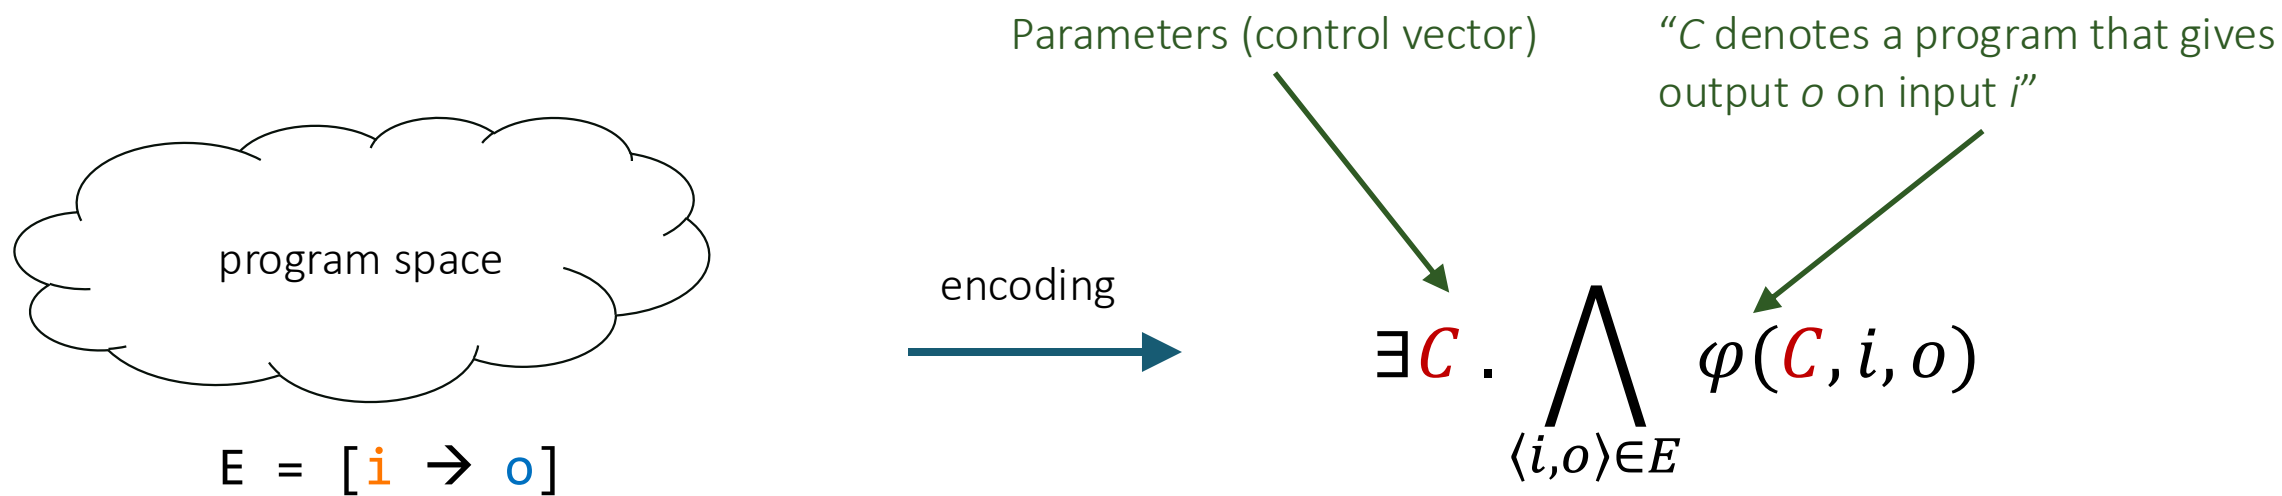 Parameters (control vector)
“C denotes a program that gives
output o on input i”
program space
encoding
∃C . ⋀ φ(C, i, o)
⟨i,o⟩∈E
E = [i → o]